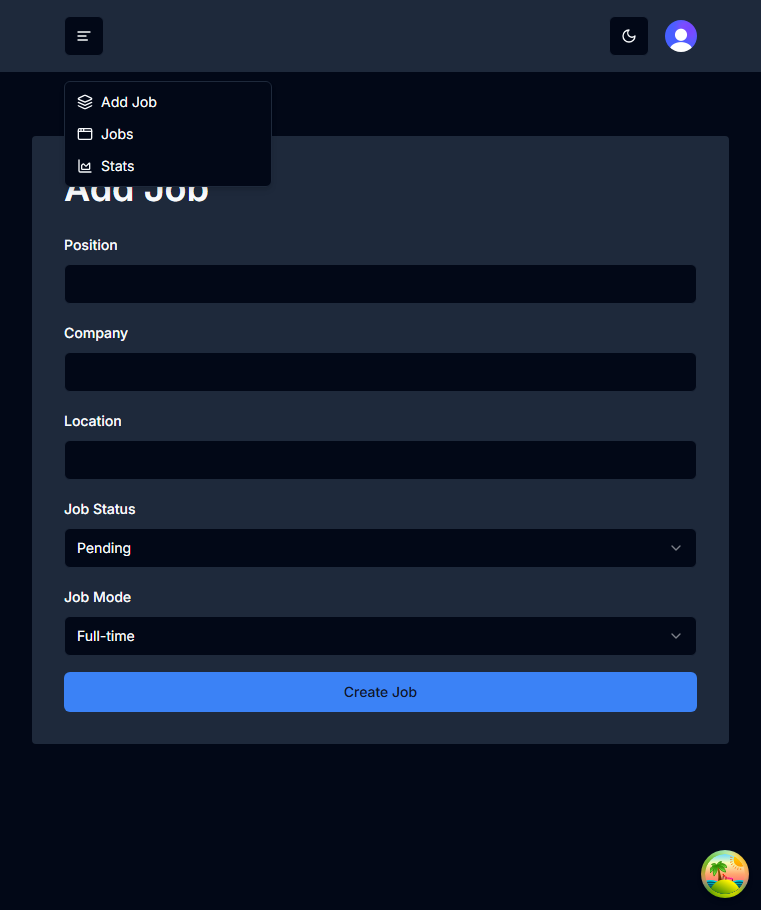 Add Job
Jobs
Stats
Add Job
Position
Company
Location
Job Status
Pending
Job Mode
Full-time
Create Job